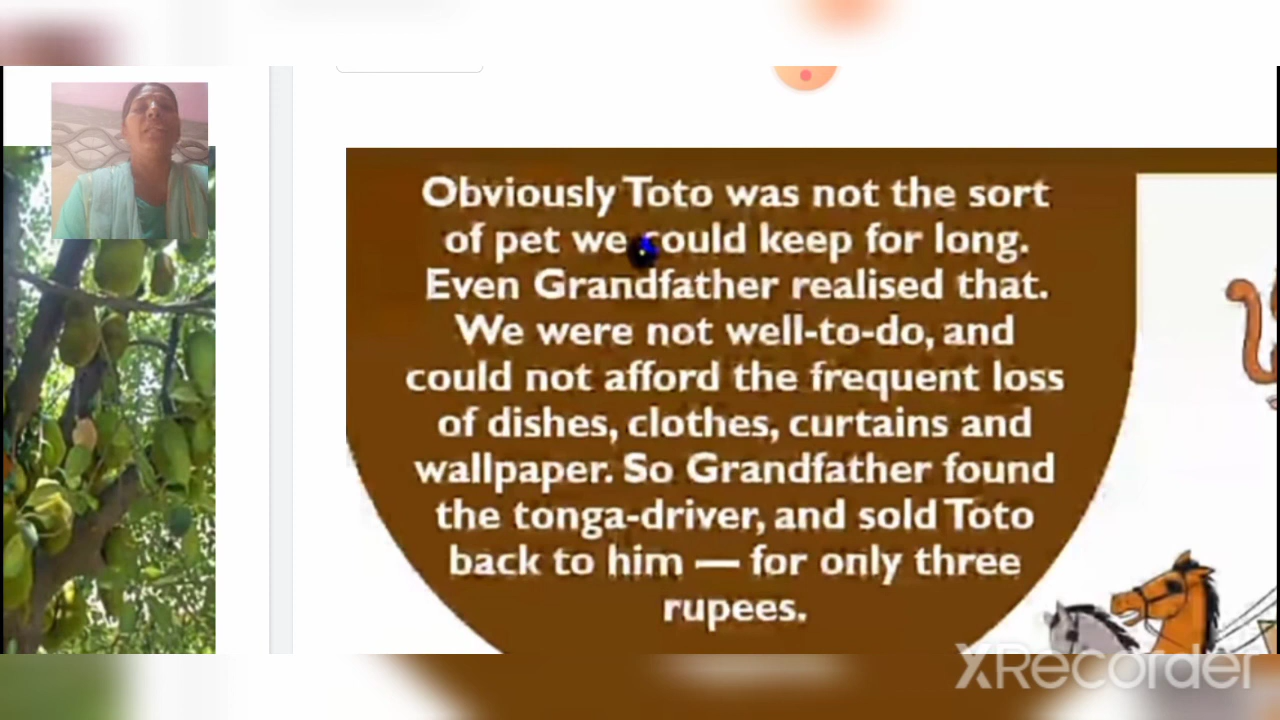 Obviously Toto was not the sort
of pet we could keep for long.
Even Grandfather realised that.
We were not well-to-do, and
could not afford the frequent loss
of dishes, clothes, curtains and
wallpaper. So Grandfather found
the tonga-driver, and sold Toto
back to him — for only three
rupees.
XRecorder